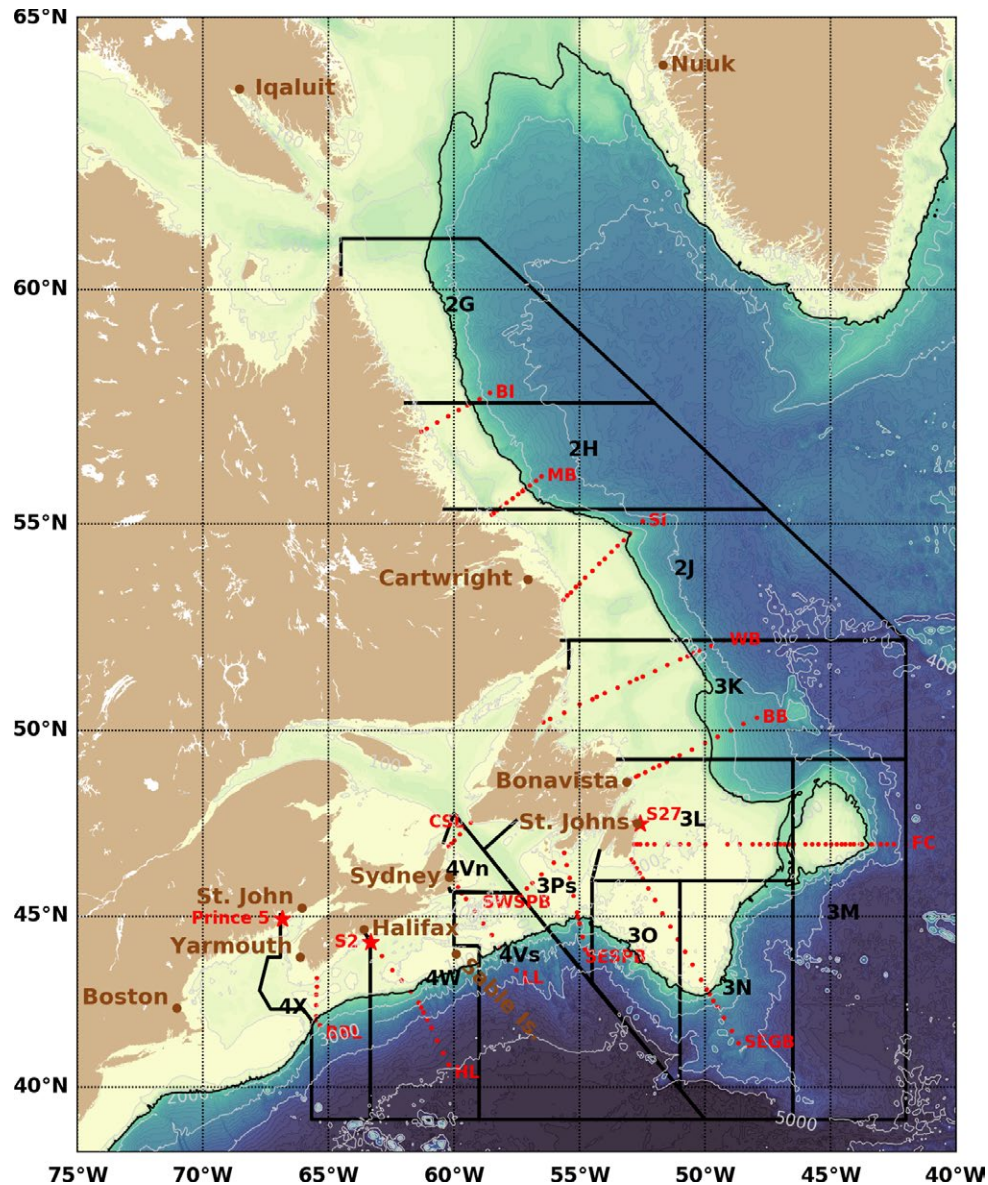 65°N
Nuuk
Iqaluit
60°N
2G
BI
2H
MB
55°N
Si
2J
Cartwright
WB
400
3K
BB
50°N
100
Bonavista
S27
St. Johns
3L
CSL
FC
4Vn
Sydney
3Ps
SWSPB
St. John
45°N
Prince 5
3M
S2
Halifax
3O
Yarmouth
4Vs
SESPB
LL
4W
Sable Is.
3N
Boston
4X
SEGB
HL
40°N
2000
5000
75°W
70°W
65°W
60°W
55°W
50°W
45°W
40°W